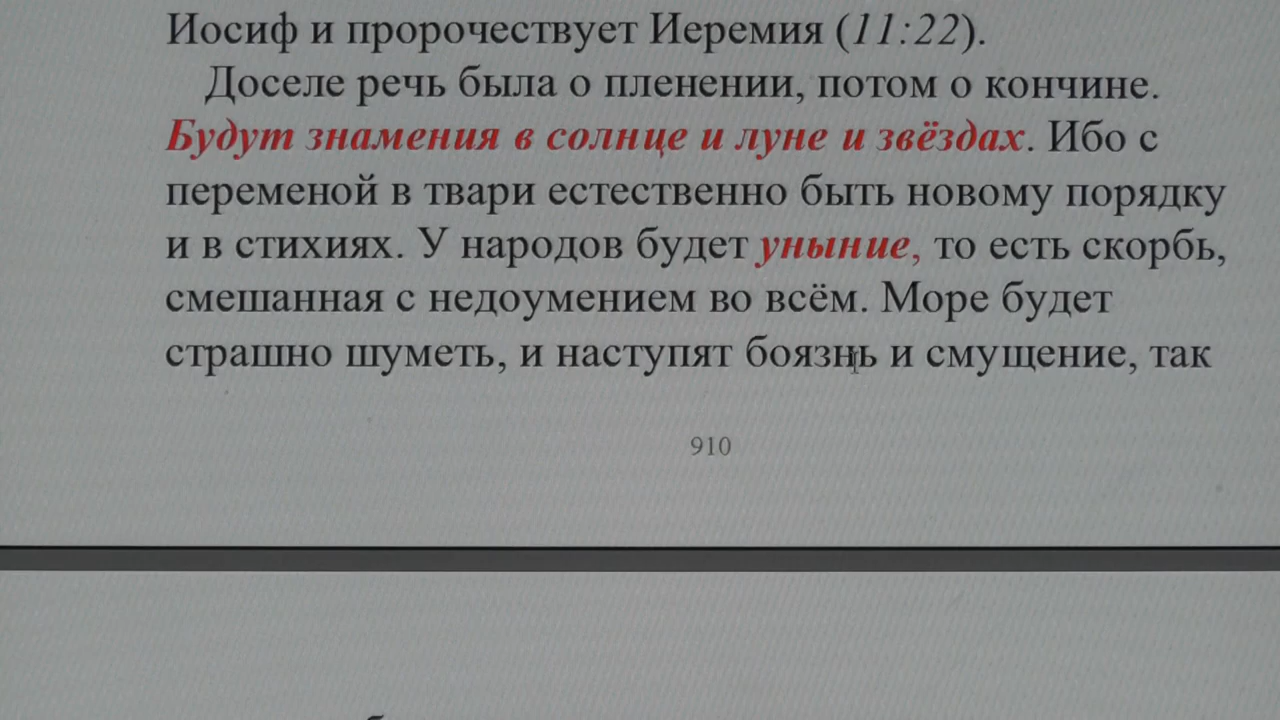 Иосиф и пророчествует Иеремия (11:22).
Доселе речь была о пленении, потом о кончине.
Будут знамения в солнце и луне и звёздах. Ибо с
переменой в твари естественно быть новому порядку
и в стихиях. У народов будет уныние, то есть скорбь,
смешанная с недоумением во всём. Море будет
страшно шуметь, и наступят боязнь и смущение, так
910